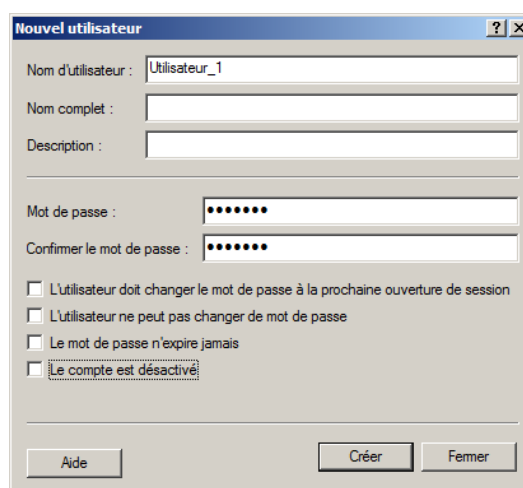 Nouvel utilisateur
Nom d'utilisateur : Utilisateur_1
Nom complet :
Description :
Mot de passe : •••••••
Confirmer le mot de passe : •••••••
L'utilisateur doit changer le mot de passe à la prochaine ouverture de session
L'utilisateur ne peut pas changer de mot de passe
Le mot de passe n'expire jamais
Le compte est désactivé
Aide Créer Fermer